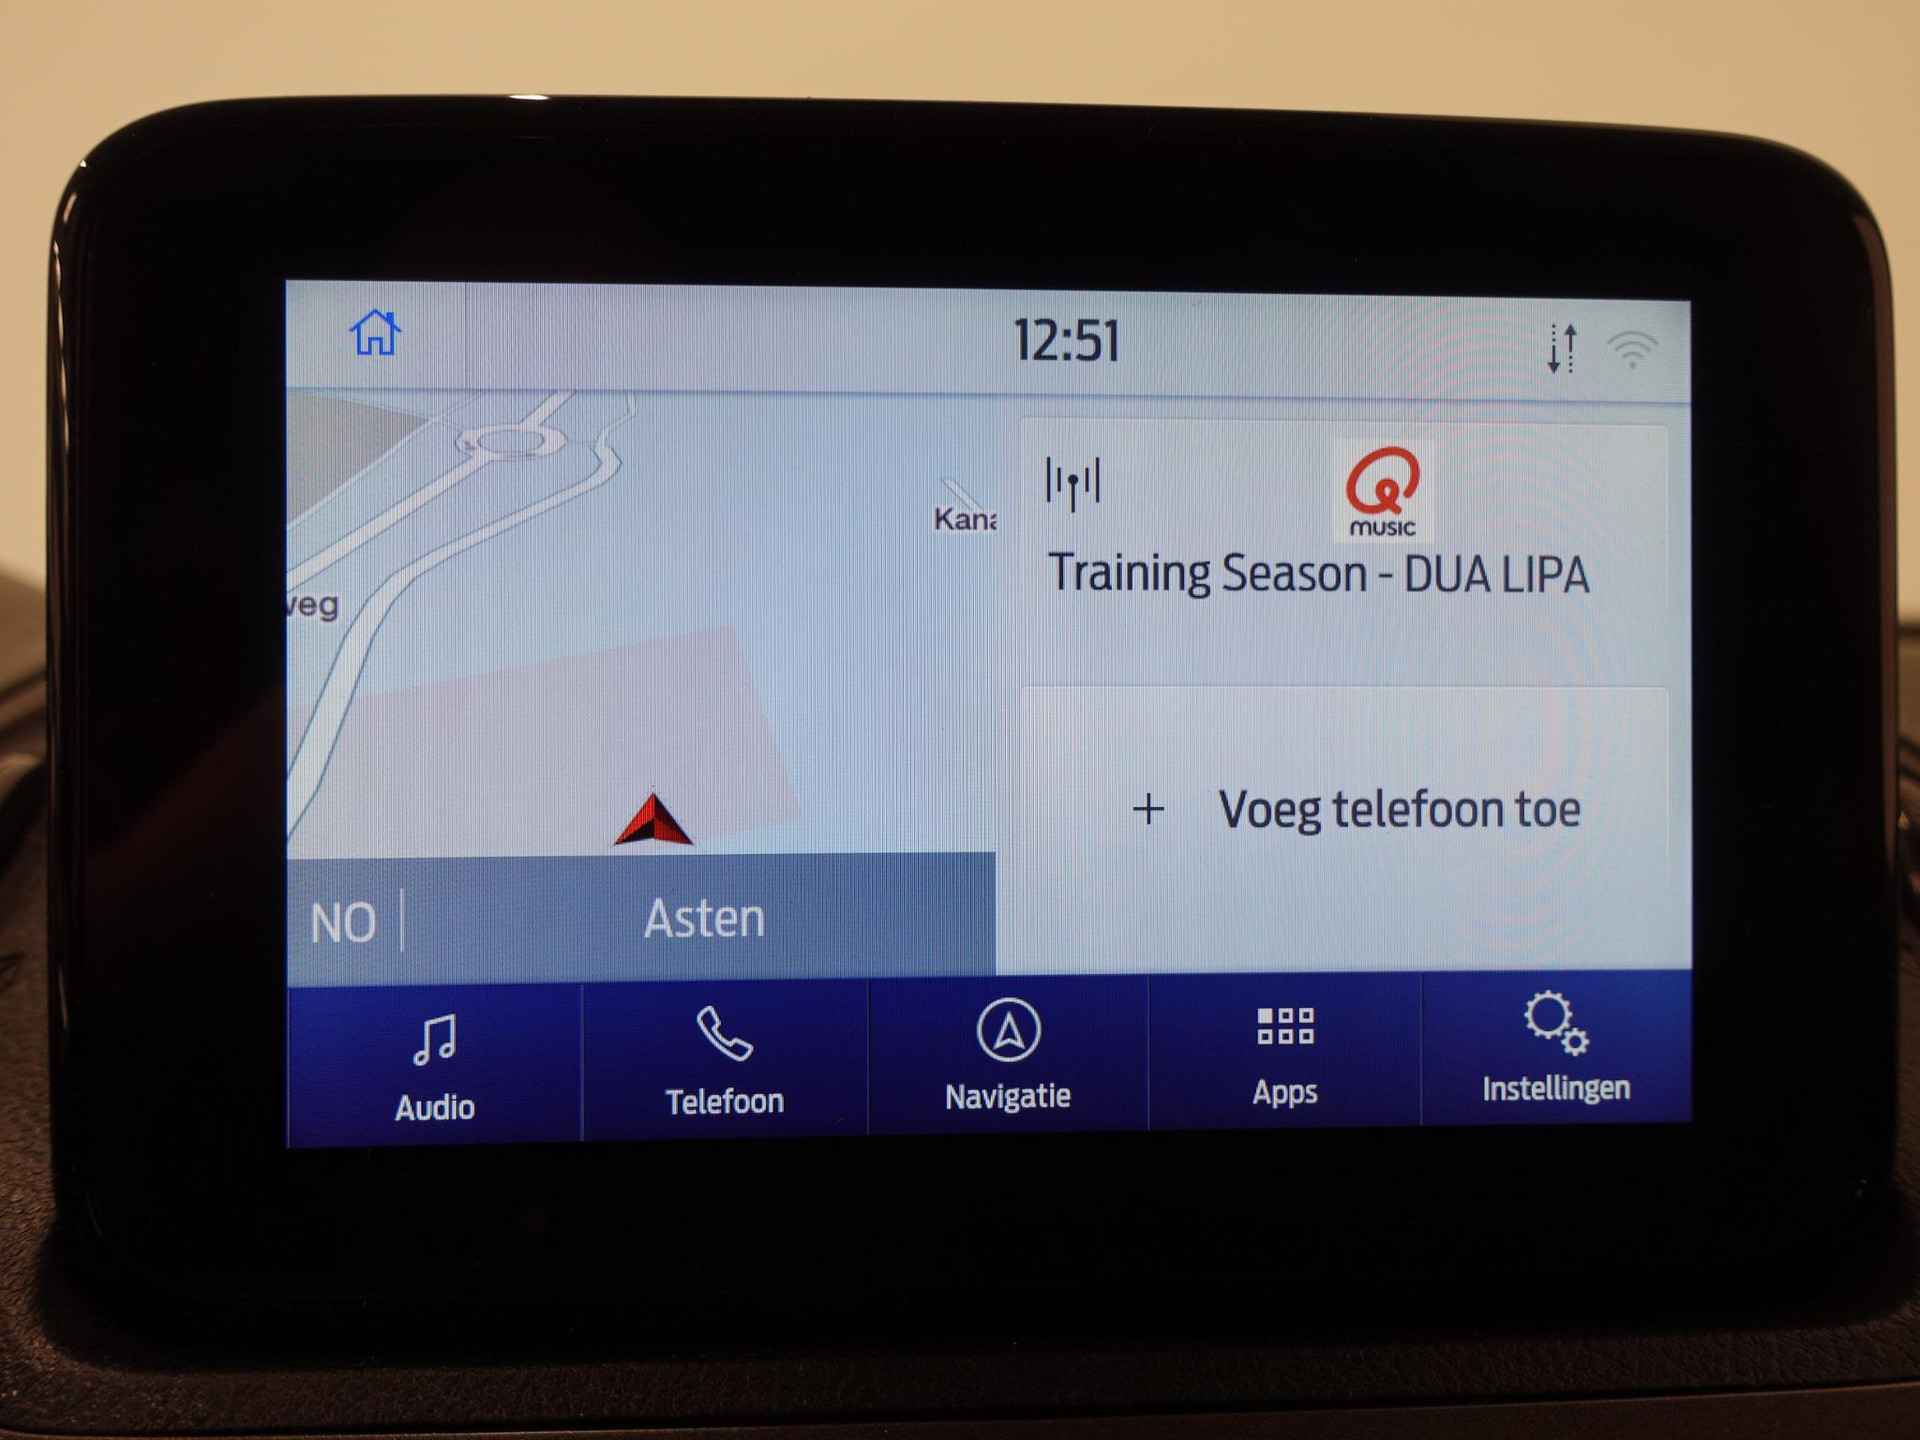 12:51
Kana
veg
MUSIC
Training Season - DUA LIPA
+ Voeg telefoon toe
NO
Asten
Audio
Telefoon
Navigatie
Apps
Instellingen